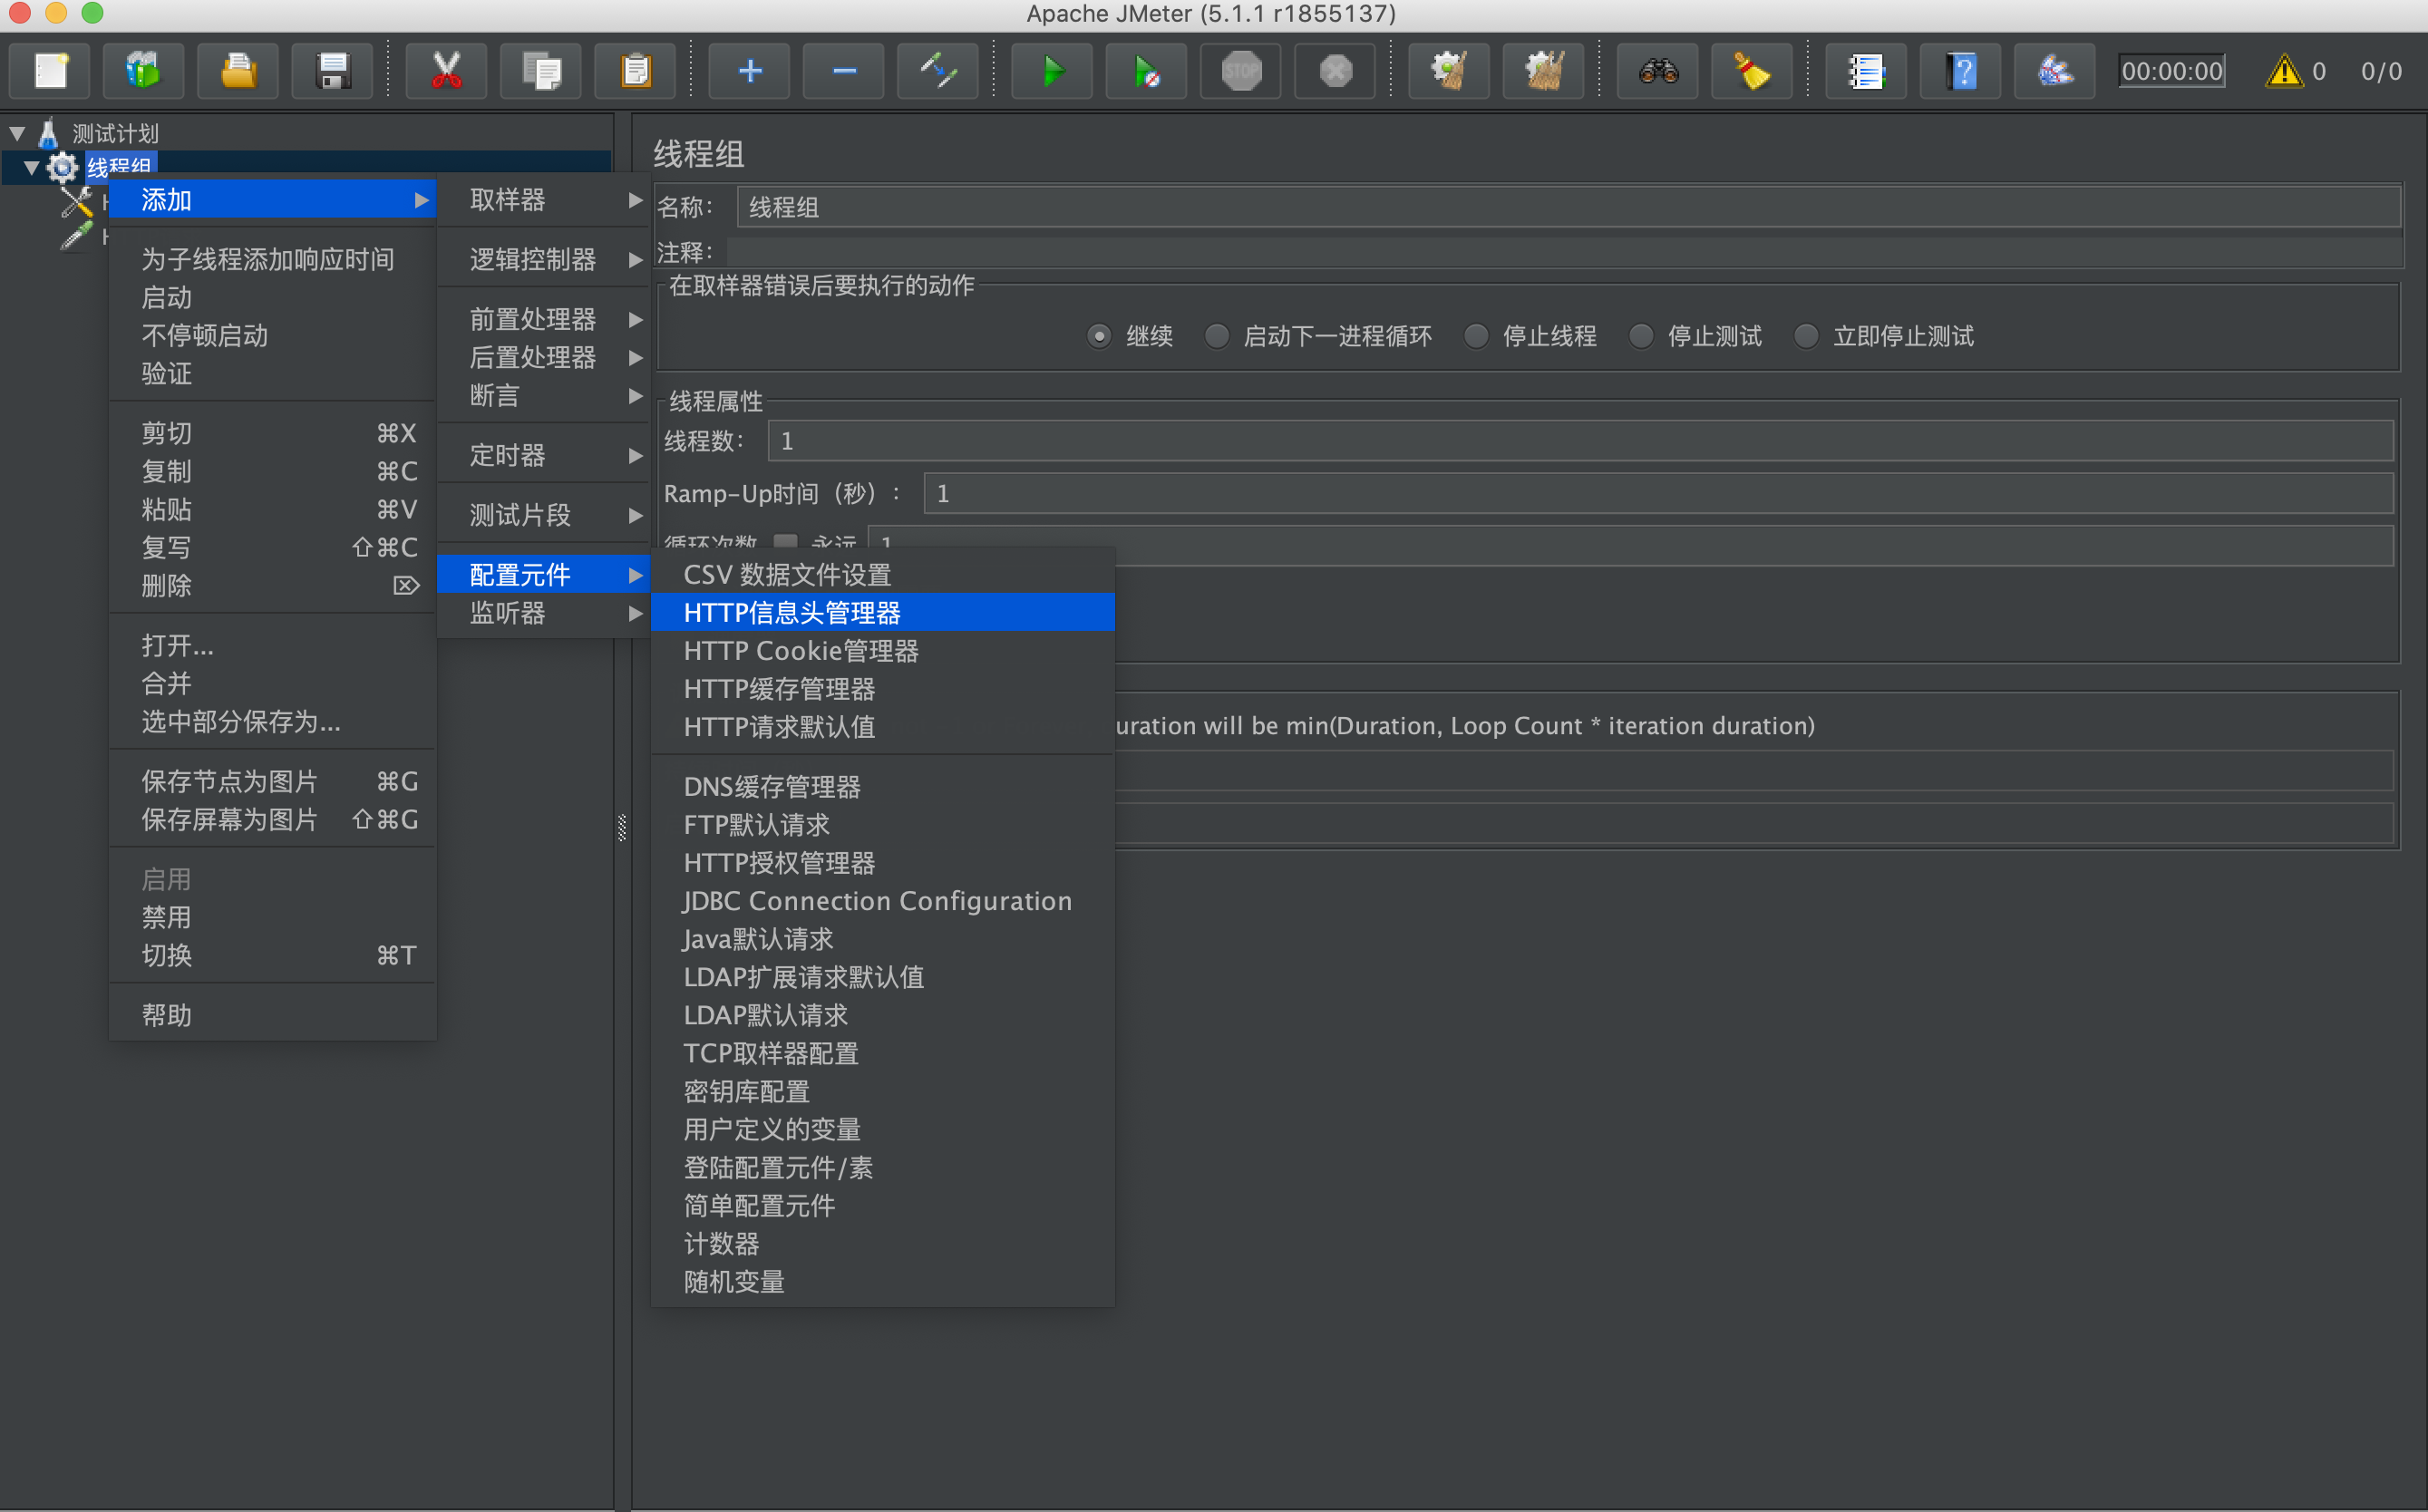 Apache JMeter (5.1.1 r1855137)
STOP
00:00:00
0
0/0
测试计划
线程组
添加
为子线程添加响应时间
启动
不停顿启动
验证
剪切 ⌘X
复制 ⌘C
粘贴 ⌘V
复写 ⇧⌘C
删除 ⌦
打开...
合并
选中部分保存为...
保存节点为图片 ⌘G
保存屏幕为图片 ⇧⌘G
启用
禁用
切换 ⌘T
帮助
取样器
逻辑控制器
前置处理器
后置处理器
断言
定时器
测试片段
配置元件
监听器
CSV 数据文件设置
HTTP信息头管理器
HTTP Cookie管理器
HTTP缓存管理器
HTTP请求默认值
DNS缓存管理器
FTP默认请求
HTTP授权管理器
JDBC Connection Configuration
Java默认请求
LDAP扩展请求默认值
LDAP默认请求
TCP取样器配置
密钥库配置
用户定义的变量
登陆配置元件/素
简单配置元件
计数器
随机变量
线程组
名称： 线程组
注释：
在取样器错误后要执行的动作
继续 启动下一进程循环 停止线程 停止测试 立即停止测试
线程属性
线程数： 1
Ramp-Up时间（秒）： 1
循环次数 永远 1
uration will be min(Duration, Loop Count * iteration duration)